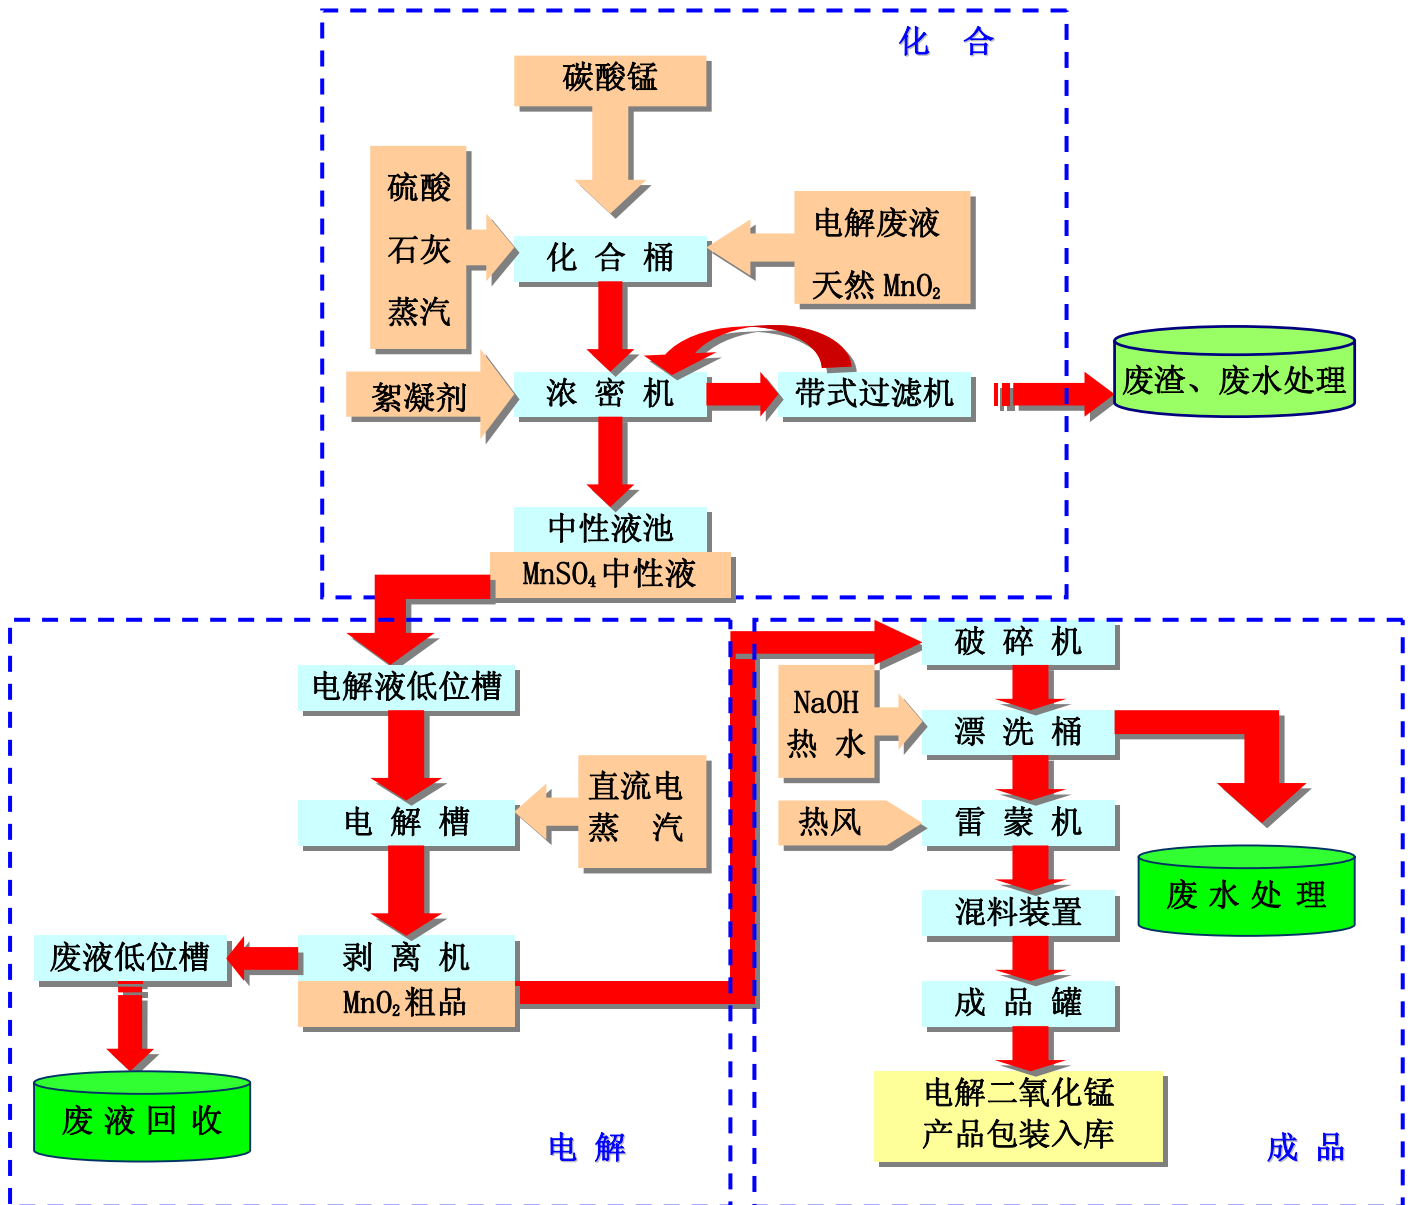 化 合
碳酸锰
硫酸
石灰
蒸汽
电解废液
天然 MnO₂
化 合 桶
絮凝剂
浓 密 机
带式过滤机
废渣、废水处理
中性液池
MnSO₄中性液
电解液低位槽
直流电
蒸 汽
电 解 槽
剥 离 机
MnO₂粗品
废液低位槽
废 液 回 收
电 解
破 碎 机
NaOH
热 水
漂 洗 桶
热风
雷 蒙 机
废 水 处 理
混料装置
成 品 罐
电解二氧化锰
产品包装入库
成 品